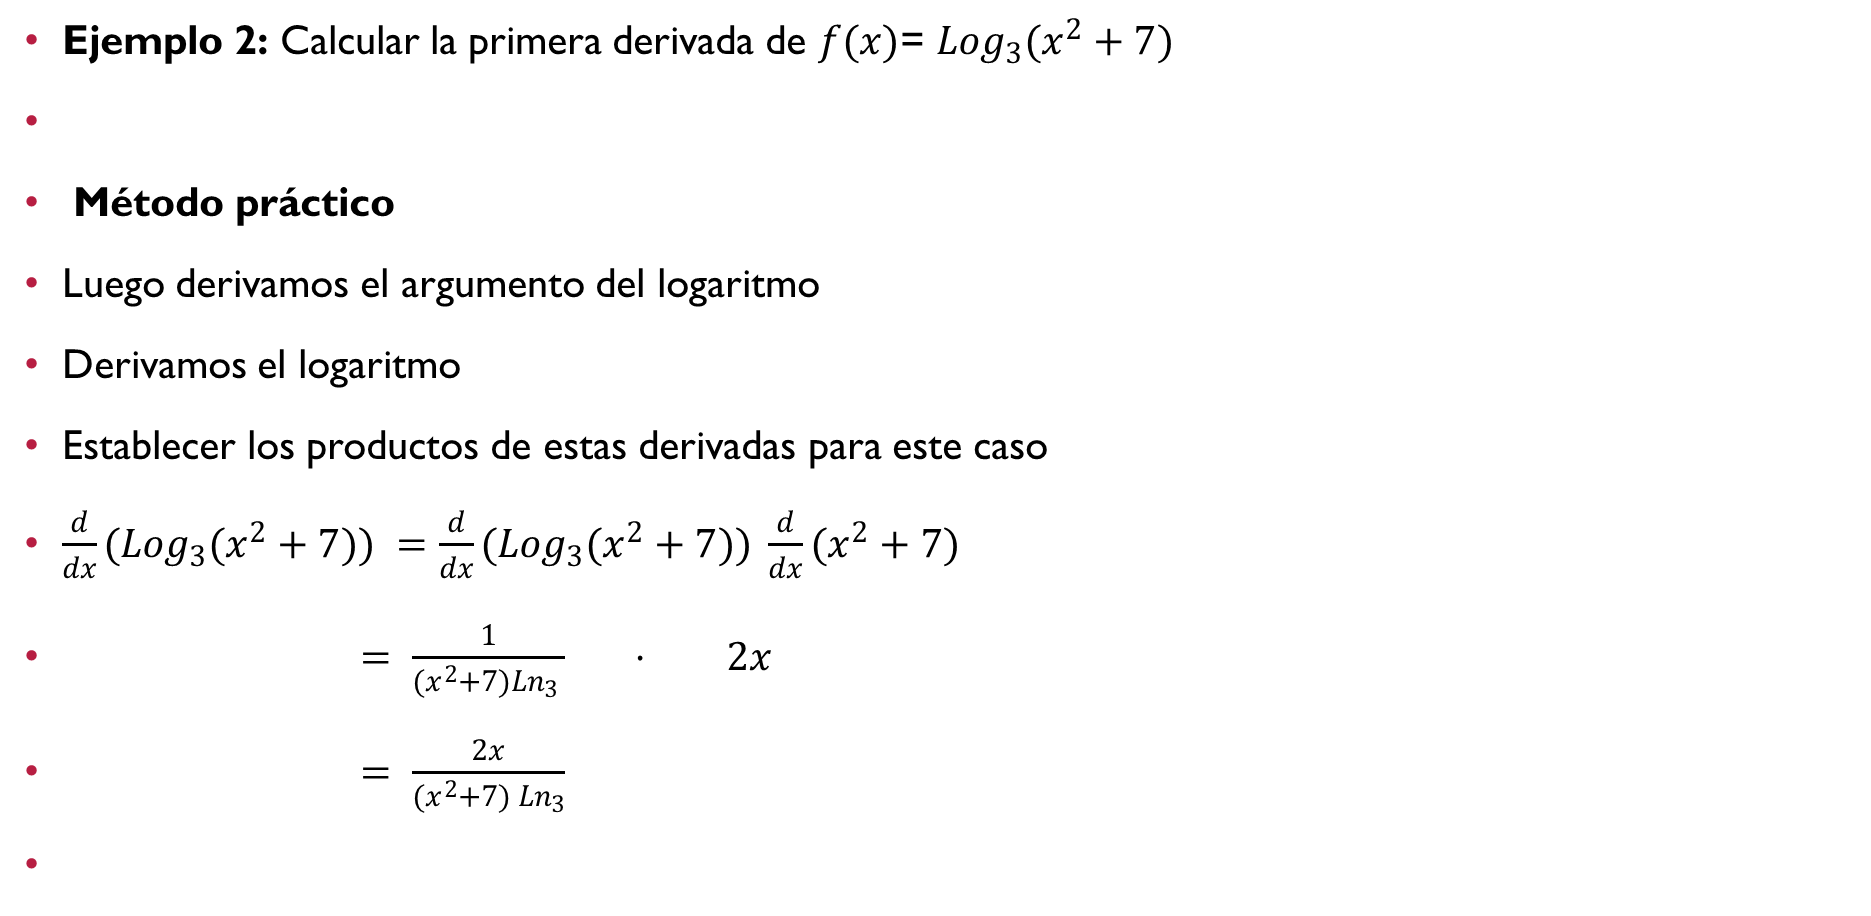 • Ejemplo 2: Calcular la primera derivada de f(x)= Log₃(x² + 7)
•
• Método práctico
• Luego derivamos el argumento del logaritmo
• Derivamos el logaritmo
• Establecer los productos de estas derivadas para este caso
• d/dx (Log₃(x² + 7)) = d/dx (Log₃(x² + 7)) d/dx (x² + 7)
• = 1/((x²+7)Ln₃) · 2x
• = 2x/((x²+7) Ln₃)
•